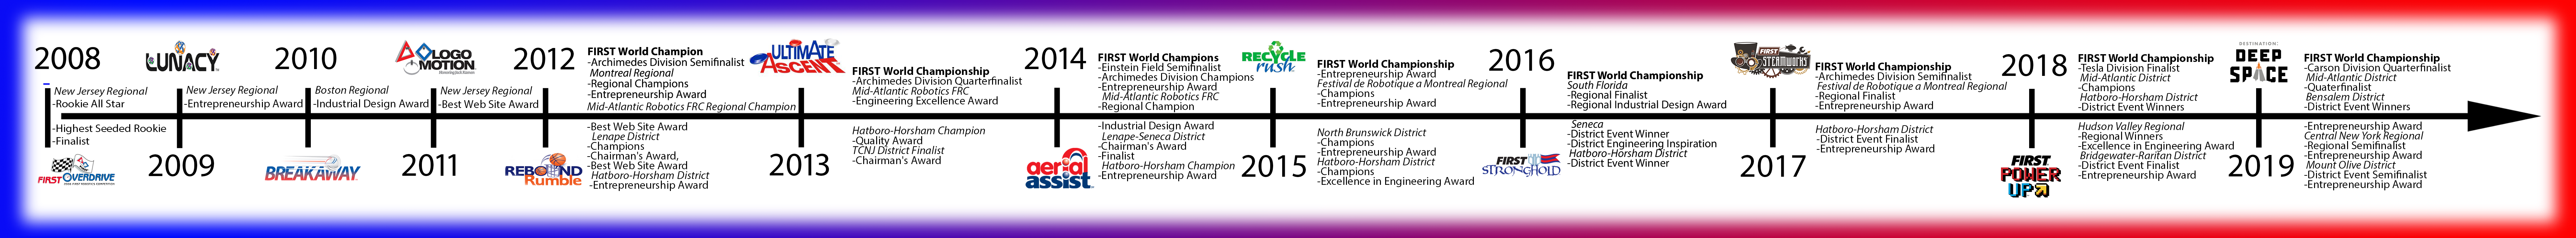 2008
New Jersey Regional
-Rookie All Star
-Highest Seeded Rookie
-Finalist
FIRST OVERDRIVE
LUNACY
New Jersey Regional
-Entrepreneurship Award
2009
2010
Boston Regional
-Industrial Design Award
BREAKAWAY
LOGO
MOTION
New Jersey Regional
-Best Web Site Award
2011
2012
FIRST World Champion
-Archimedes Division Semifinalist
Montreal Regional
-Regional Champions
-Entrepreneurship Award
Mid-Atlantic Robotics FRC Regional Champion
-Best Web Site Award
Lenape District
-Champions
-Chairman's Award,
-Best Web Site Award
Hatboro-Horsham District
-Entrepreneurship Award
REBOUND
Rumble
ULTIMATE
ASCENT
FIRST World Championship
-Archimedes Division Quarterfinalist
Mid-Atlantic Robotics FRC
-Engineering Excellence Award
Hatboro-Horsham Champion
-Quality Award
TCNJ District Finalist
-Chairman's Award
2013
2014
FIRST World Champions
-Einstein Field Semifinalist
-Archimedes Division Champions
-Entrepreneurship Award
Mid-Atlantic Robotics FRC
-Regional Champion
-Industrial Design Award
Lenape-Seneca District
-Chairman's Award
-Finalist
Hatboro-Horsham Champion
-Entrepreneurship Award
aerial
assist
RECYCLE
rush
FIRST World Championship
-Entrepreneurship Award
Festival de Robotique a Montreal Regional
-Champions
-Entrepreneurship Award
North Brunswick District
-Champions
-Entrepreneurship Award
Hatboro-Horsham District
-Champions
-Excellence in Engineering Award
2015
2016
FIRST World Championship
South Florida
-Regional Finalist
-Regional Industrial Design Award
Seneca
-District Event Winner
-District Engineering Inspiration
Hatboro-Horsham District
-District Event Winner
FIRST
STRONGHOLD
FIRST
STEAMWORKS
FIRST World Championship
-Archimedes Division Semifinalist
Festival de Robotique a Montreal Regional
-Regional Finalist
-Entrepreneurship Award
Hatboro-Horsham District
-District Event Finalist
-Entrepreneurship Award
2017
2018
FIRST World Championship
-Tesla Division Finalist
Mid-Atlantic District
-Champions
Hatboro-Horsham District
-District Event Winners
Hudson Valley Regional
-Regional Winners
-Excellence in Engineering Award
Bridgewater-Raritan District
-District Event Finalist
-Entrepreneurship Award
FIRST
POWER
UP
DESTINATION:
DEEP
SPACE
FIRST World Championship
-Carson Division Quarterfinalist
Mid-Atlantic District
-Quaterfinalist
Bensalem District
-District Event Winners
-Entrepreneurship Award
Central New York Regional
-Regional Semifinalist
-Entrepreneurship Award
Mount Olive District
-District Event Semifinalist
-Entrepreneurship Award
2019